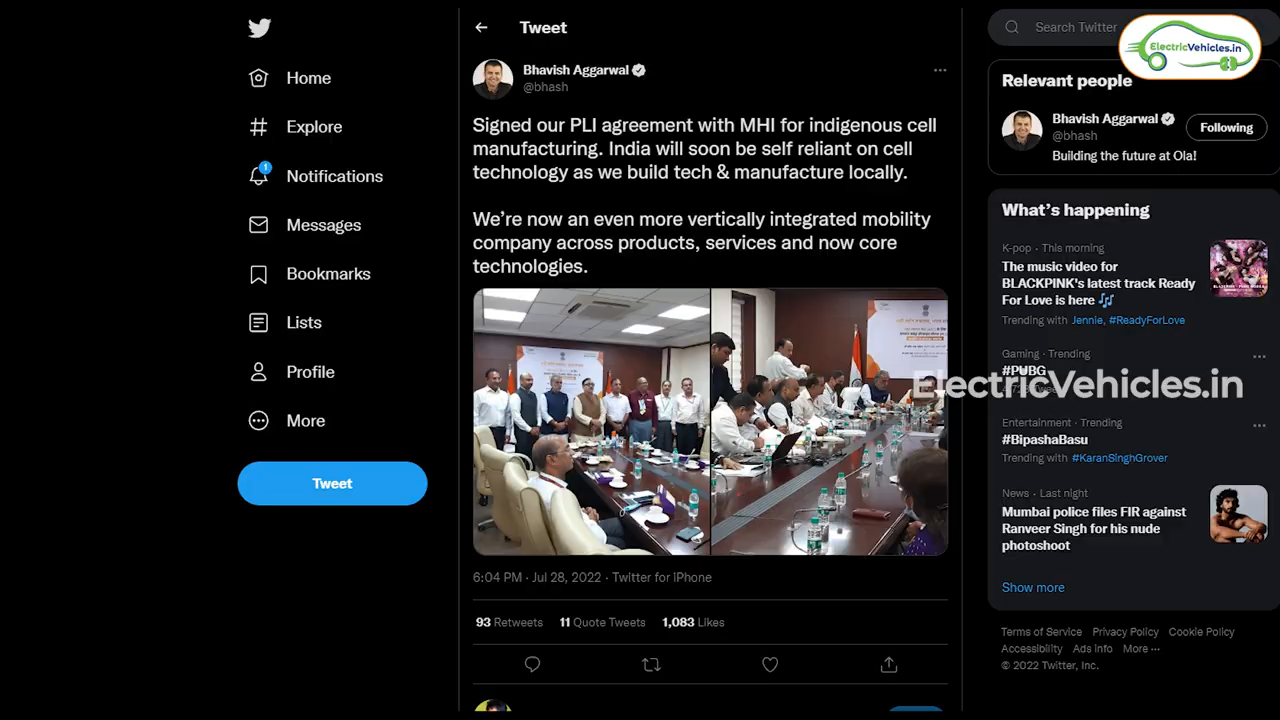 Home
Explore
1
Notifications
Messages
Bookmarks
Lists
Profile
More
Tweet
Tweet
Bhavish Aggarwal
@bhash
Signed our PLI agreement with MHI for indigenous cell
manufacturing. India will soon be self reliant on cell
technology as we build tech & manufacture locally.
We're now an even more vertically integrated mobility
company across products, services and now core
technologies.
6:04 PM · Jul 28, 2022 · Twitter for iPhone
93 Retweets 11 Quote Tweets 1,083 Likes
Search Twitter
ElectricVehicles.in
Relevant people
Bhavish Aggarwal
@bhash
Following
Building the future at Ola!
What's happening
K-pop · This morning
The music video for
BLACKPINK's latest track Ready
For Love is here 🎶
Trending with Jennie, #ReadyForLove
Gaming · Trending
#PUBG
ElectricVehicles.in
Entertainment · Trending
#BipashaBasu
Trending with #KaranSinghGrover
News · Last night
Mumbai police files FIR against
Ranveer Singh for his nude
photoshoot
Show more
Terms of Service Privacy Policy Cookie Policy
Accessibility Ads info More ···
© 2022 Twitter, Inc.